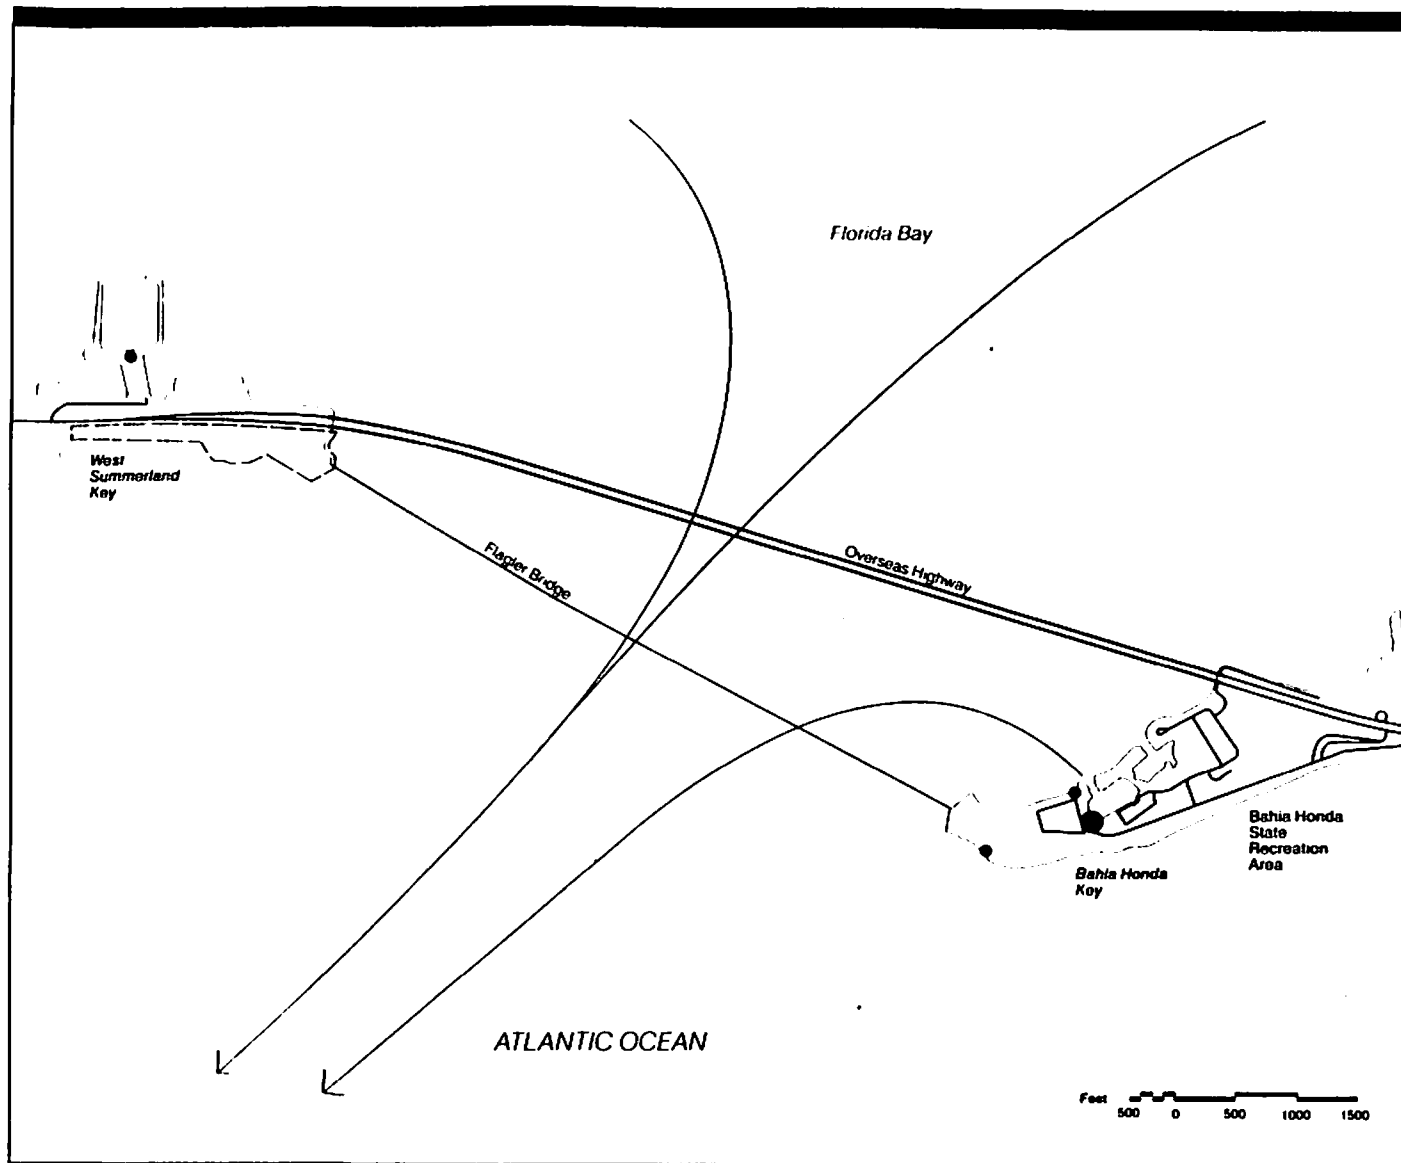 Florida Bay
West
Summerland
Key
Flagler Bridge
Overseas Highway
Bahia Honda
State
Recreation
Area
Bahia Honda
Key
ATLANTIC OCEAN
Feet
500 0 500 1000 1500